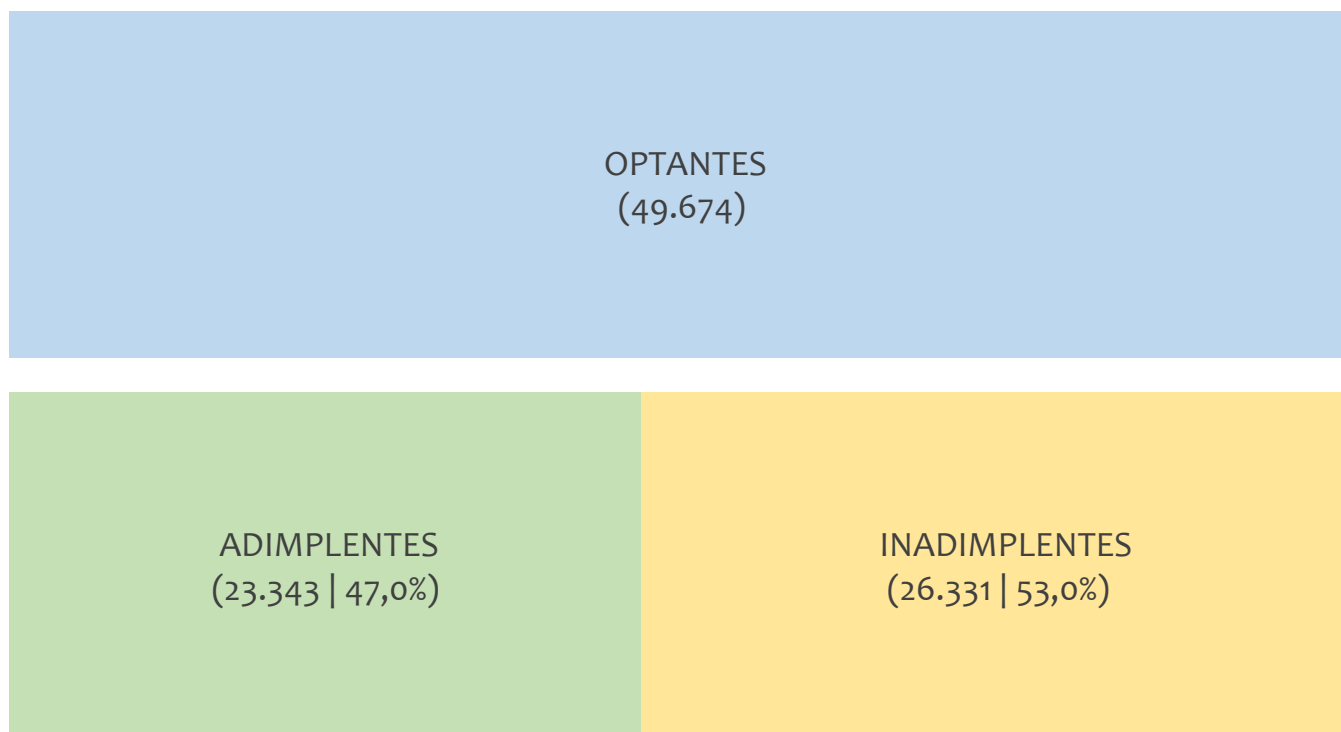 OPTANTES
(49.674)
ADIMPLENTES
(23.343 | 47,0%)
INADIMPLENTES
(26.331 | 53,0%)